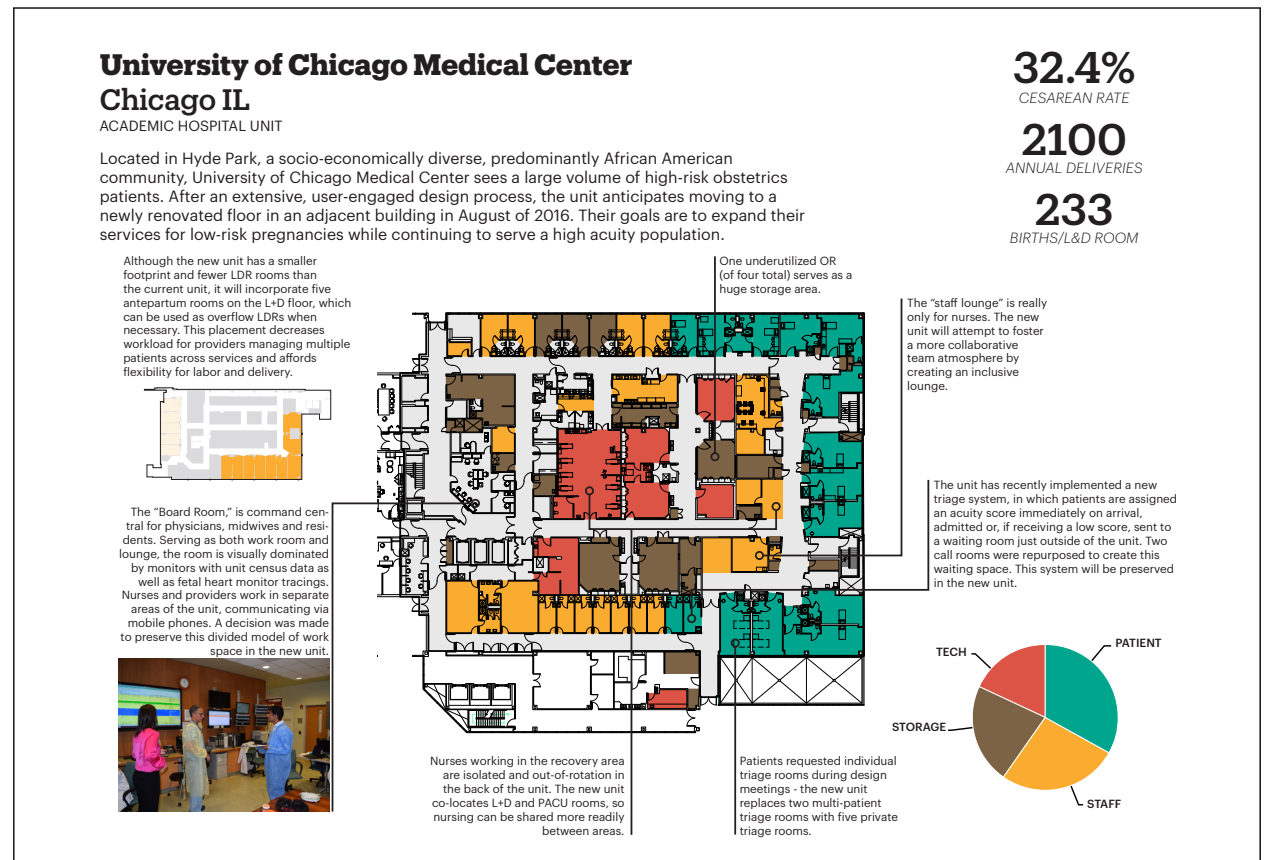 University of Chicago Medical Center
Chicago IL
ACADEMIC HOSPITAL UNIT
Located in Hyde Park, a socio-economically diverse, predominantly African American
community, University of Chicago Medical Center sees a large volume of high-risk obstetrics
patients. After an extensive, user-engaged design process, the unit anticipates moving to a
newly renovated floor in an adjacent building in August of 2016. Their goals are to expand their
services for low-risk pregnancies while continuing to serve a high acuity population.
32.4%
CESAREAN RATE
2100
ANNUAL DELIVERIES
233
BIRTHS/L&D ROOM
Although the new unit has a smaller
footprint and fewer LDR rooms than
the current unit, it will incorporate five
antepartum rooms on the L+D floor, which
can be used as overflow LDRs when
necessary. This placement decreases
workload for providers managing multiple
patients across services and affords
flexibility for labor and delivery.
One underutilized OR
(of four total) serves as a
huge storage area.
The “staff lounge” is really
only for nurses. The new
unit will attempt to foster
a more collaborative
team atmosphere by
creating an inclusive
lounge.
The “Board Room,” is command cen-
tral for physicians, midwives and resi-
dents. Serving as both work room and
lounge, the room is visually dominated
by monitors with unit census data as
well as fetal heart monitor tracings.
Nurses and providers work in separate
areas of the unit, communicating via
mobile phones. A decision was made
to preserve this divided model of work
space in the new unit.
The unit has recently implemented a new
triage system, in which patients are assigned
an acuity score immediately on arrival,
admitted or, if receiving a low score, sent to
a waiting room just outside of the unit. Two
call rooms were repurposed to create this
waiting space. This system will be preserved
in the new unit.
Nurses working in the recovery area
are isolated and out-of-rotation in
the back of the unit. The new unit
co-locates L+D and PACU rooms, so
nursing can be shared more readily
between areas.
Patients requested individual
triage rooms during design
meetings - the new unit
replaces two multi-patient
triage rooms with five private
triage rooms.
TECH
PATIENT
STORAGE
STAFF